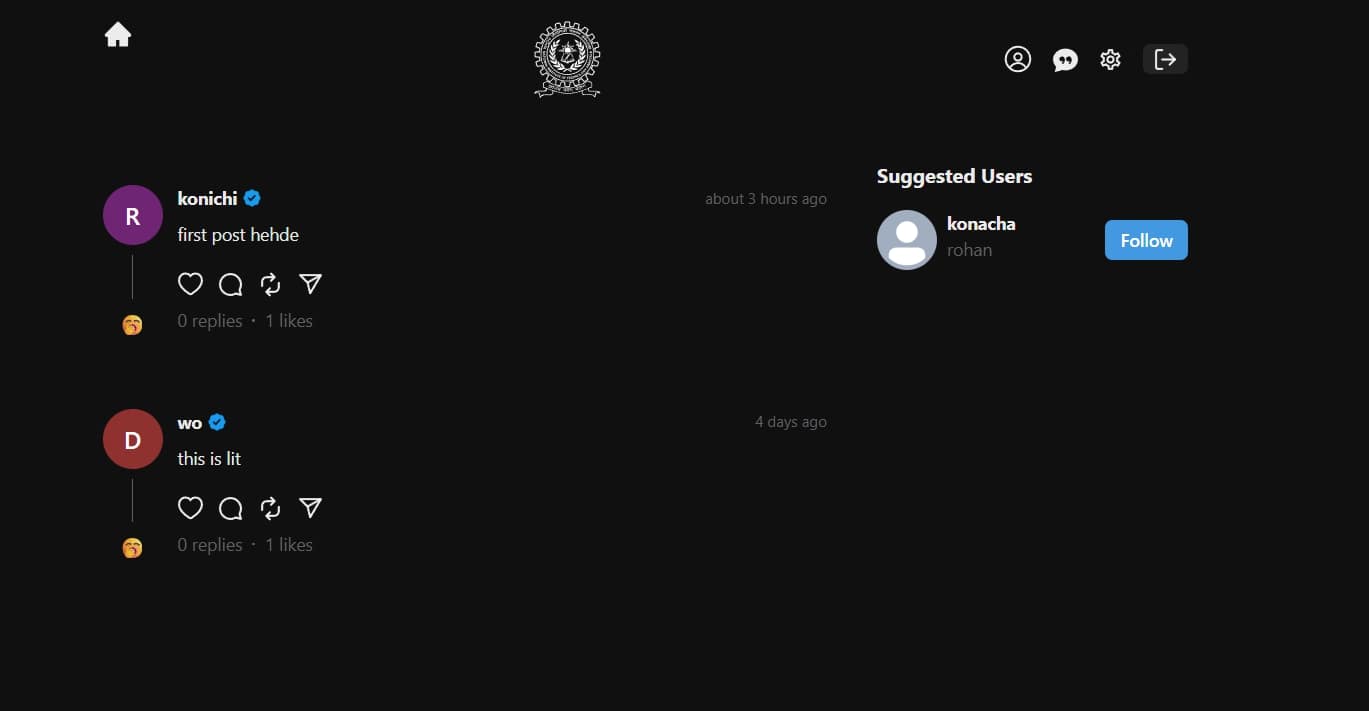 Suggested Users
R
konichi
about 3 hours ago
first post hehde
0 replies · 1 likes
konacha
rohan
Follow
D
wo
4 days ago
this is lit
0 replies · 1 likes